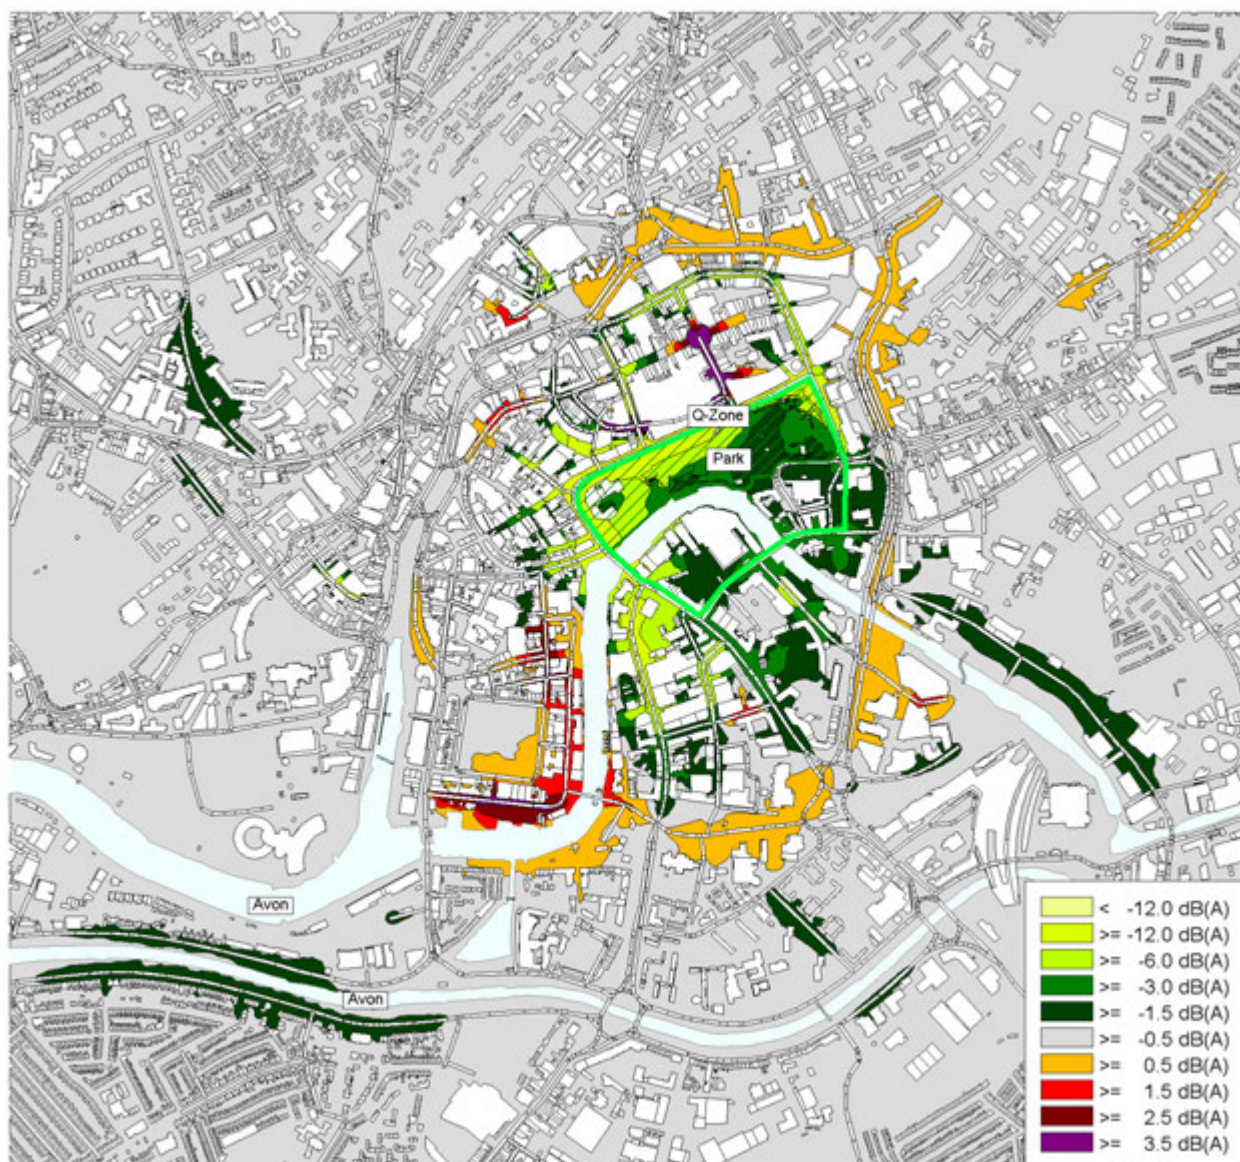 Q-Zone
Park
Avon
Avon
< -12.0 dB(A)
>= -12.0 dB(A)
>= -6.0 dB(A)
>= -3.0 dB(A)
>= -1.5 dB(A)
>= -0.5 dB(A)
>= 0.5 dB(A)
>= 1.5 dB(A)
>= 2.5 dB(A)
>= 3.5 dB(A)